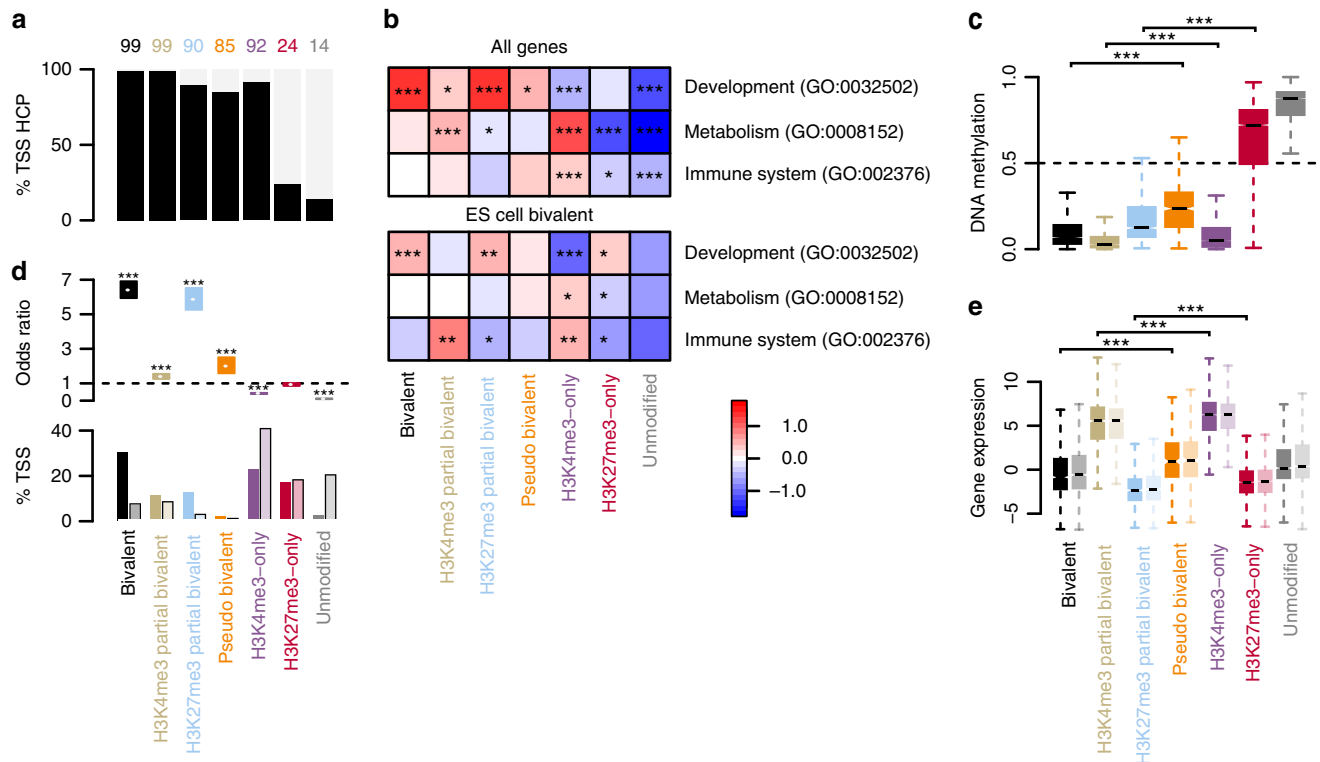 a
99 99 90 85 92 24 14
% TSS HCP
100
50
0
b
All genes
*** * *** * *** ***
Development (GO:0032502)
*** * *** *** ***
Metabolism (GO:0008152)
*** * ***
Immune system (GO:002376)
ES cell bivalent
*** ** *** *
Development (GO:0032502)
* *
Metabolism (GO:0008152)
** * ** *
Immune system (GO:002376)
Bivalent
H3K4me3 partial bivalent
H3K27me3 partial bivalent
Pseudo bivalent
H3K4me3−only
H3K27me3−only
Unmodified
1.0
0.0
−1.0
c
***
***
***
DNA methylation
1.0
0.5
0.0
d
Odds ratio
7
5
3
1
0
*** *** *** *** *** ***
% TSS
40
20
0
Bivalent
H3K4me3 partial bivalent
H3K27me3 partial bivalent
Pseudo bivalent
H3K4me3−only
H3K27me3−only
Unmodified
e
***
***
***
Gene expression
10
5
0
−5
Bivalent
H3K4me3 partial bivalent
H3K27me3 partial bivalent
Pseudo bivalent
H3K4me3−only
H3K27me3−only
Unmodified